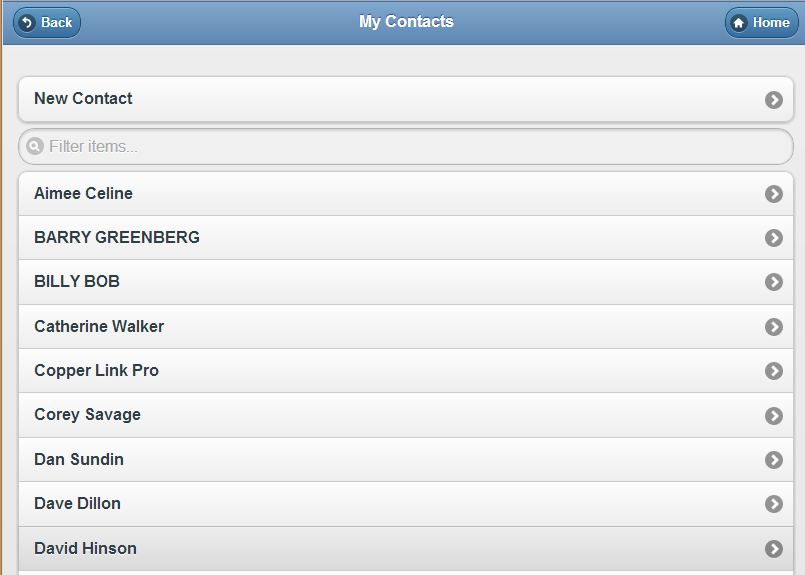 Back
My Contacts
Home
New Contact
Filter items...
Aimee Celine
BARRY GREENBERG
BILLY BOB
Catherine Walker
Copper Link Pro
Corey Savage
Dan Sundin
Dave Dillon
David Hinson